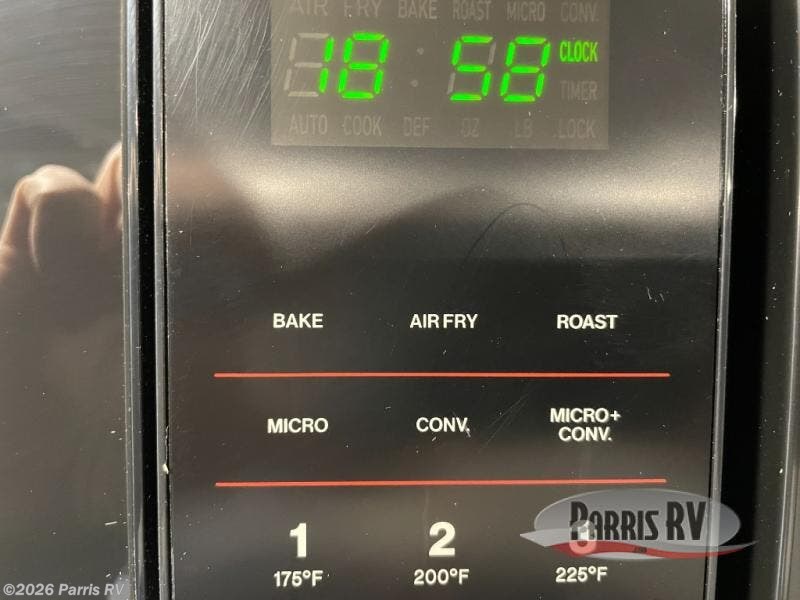 AIR FRY BAKE ROAST MICRO CONV.
18 58 CLOCK
TIMER
AUTO COOK DEF OZ LB LOCK
BAKE AIR FRY ROAST
MICRO CONV. MICRO+
CONV.
1 2 3
175°F 200°F 225°F
PARRIS RV
©2026 Parris RV